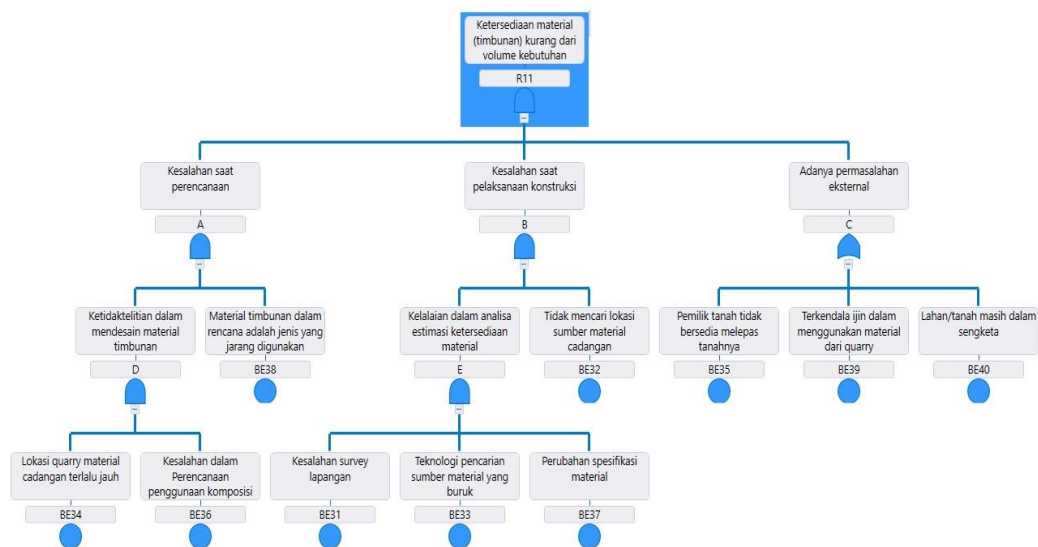 Ketersediaan material
(timbunan) kurang dari
volume kebutuhan
R11
Kesalahan saat
perencanaan
A
Kesalahan saat
pelaksanaan konstruksi
B
Adanya permasalahan
eksternal
C
Ketidaktelitian dalam
mendesain material
timbunan
D
Material timbunan dalam
rencana adalah jenis yang
jarang digunakan
BE38
Kelalaian dalam analisa
estimasi ketersediaan
material
E
Tidak mencari lokasi
sumber material
cadangan
BE32
Pemilik tanah tidak
bersedia melepas
tanahnya
BE35
Terkendala ijin dalam
menggunakan material
dari quarry
BE39
Lahan/tanah masih dalam
sengketa
BE40
Lokasi quarry material
cadangan terlalu jauh
BE34
Kesalahan dalam
Perencanaan
penggunaan komposisi
BE36
Kesalahan survey
lapangan
BE31
Teknologi pencarian
sumber material yang
buruk
BE33
Perubahan spesifikasi
material
BE37